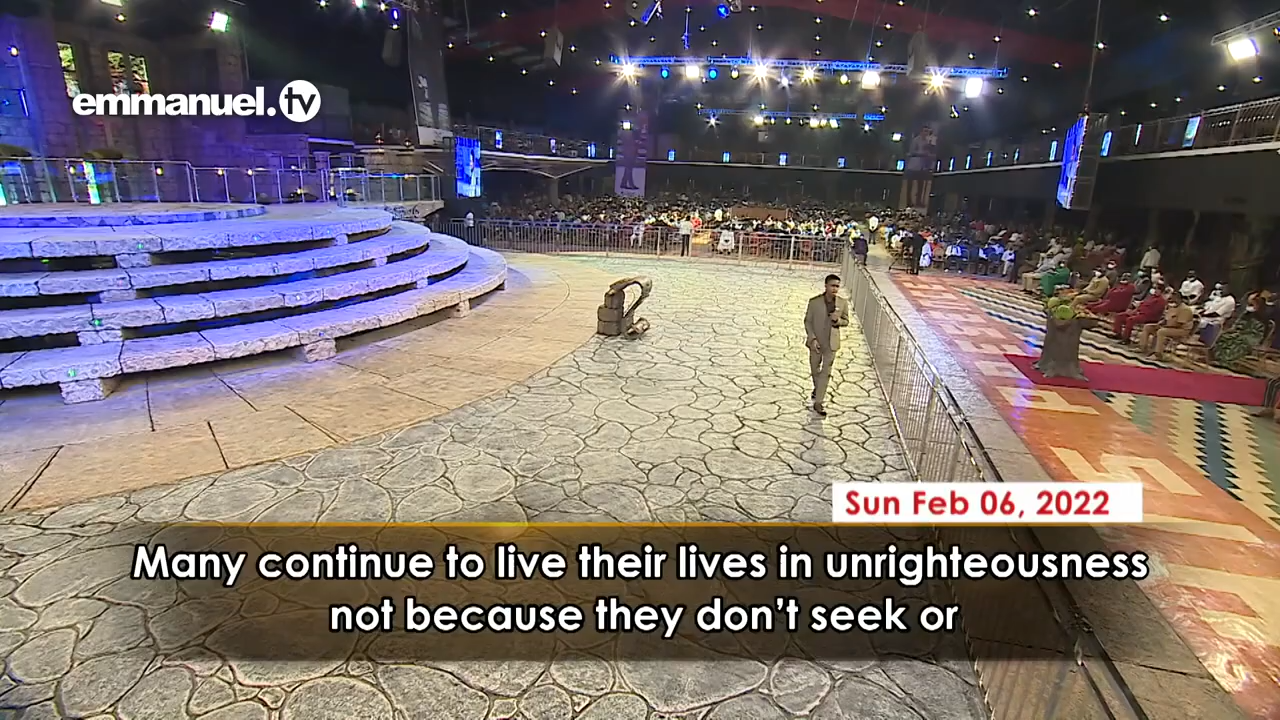 emmanuel.tv
Sun Feb 06, 2022
Many continue to live their lives in unrighteousness
not because they don't seek or